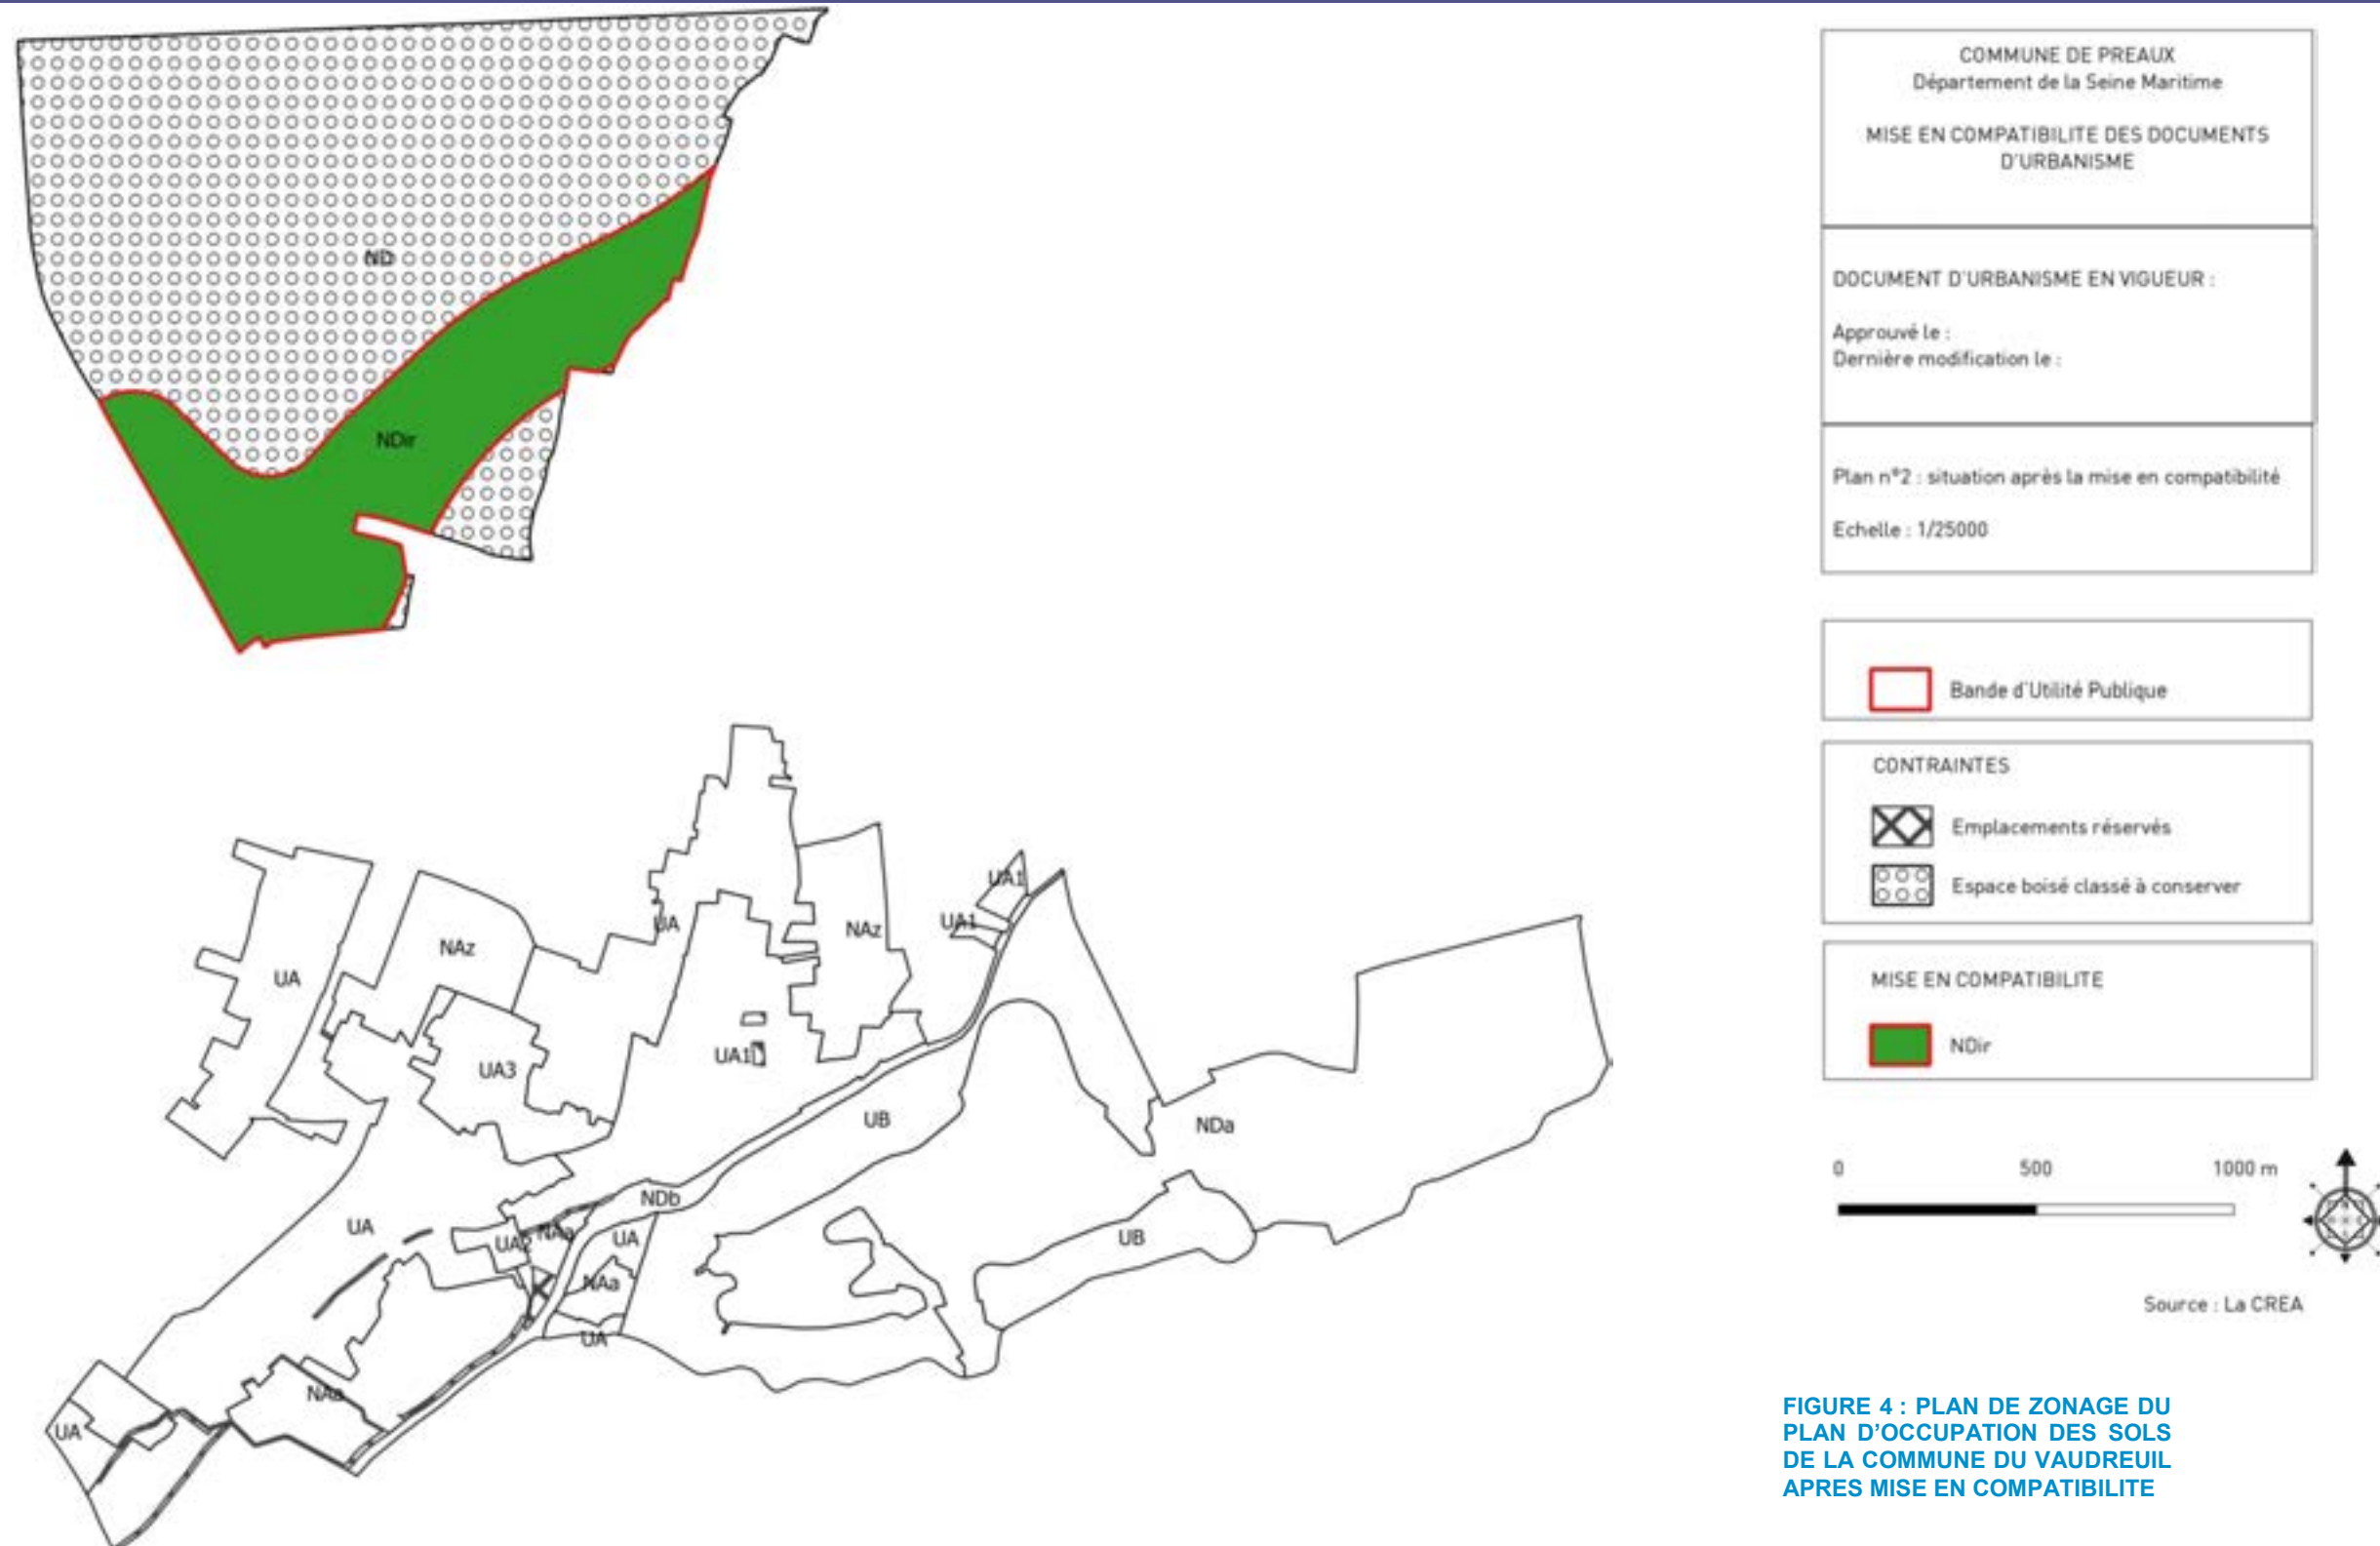 COMMUNE DE PREAUX
Département de la Seine Maritime
MISE EN COMPATIBILITE DES DOCUMENTS
D'URBANISME
DOCUMENT D'URBANISME EN VIGUEUR :
Approuvé le :
Dernière modification le :
Plan n°2 : situation après la mise en compatibilité
Echelle : 1/25000
Bande d'Utilité Publique
CONTRAINTES
Emplacements réservés
Espace boisé classé à conserver
MISE EN COMPATIBILITE
NDir
0 500 1000 m
Source : La CREA
FIGURE 4 : PLAN DE ZONAGE DU
PLAN D'OCCUPATION DES SOLS
DE LA COMMUNE DU VAUDREUIL
APRES MISE EN COMPATIBILITE
ND
NDir
UA1
UA1
UA
NAz
NAz
UA
UA1
UA3
UB
NDa
NDb
UA
NAa
UA2
UA
UB
NAa
UA
NAa
UA